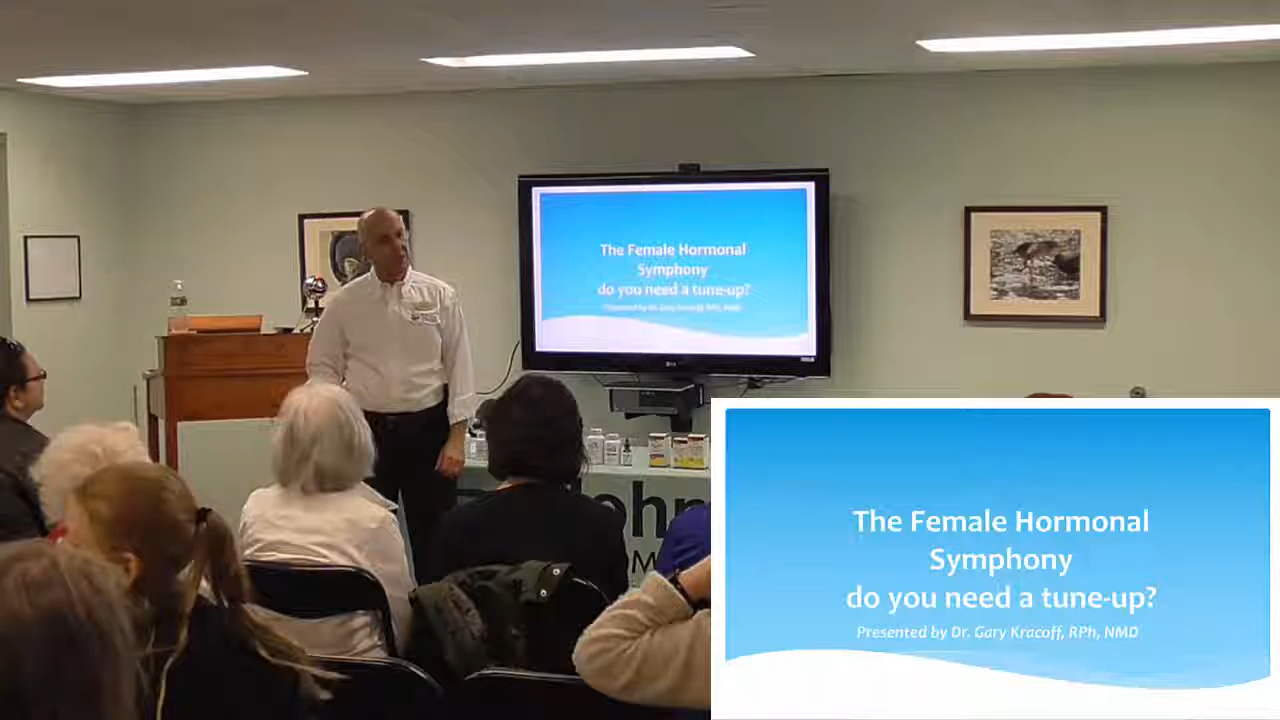 The Female Hormonal
Symphony
do you need a tune-up?
Presented by Dr. Gary Kracoff, RPh, NMD
The Female Hormonal
Symphony
do you need a tune-up?
Presented by Dr. Gary Kracoff, RPh, NMD